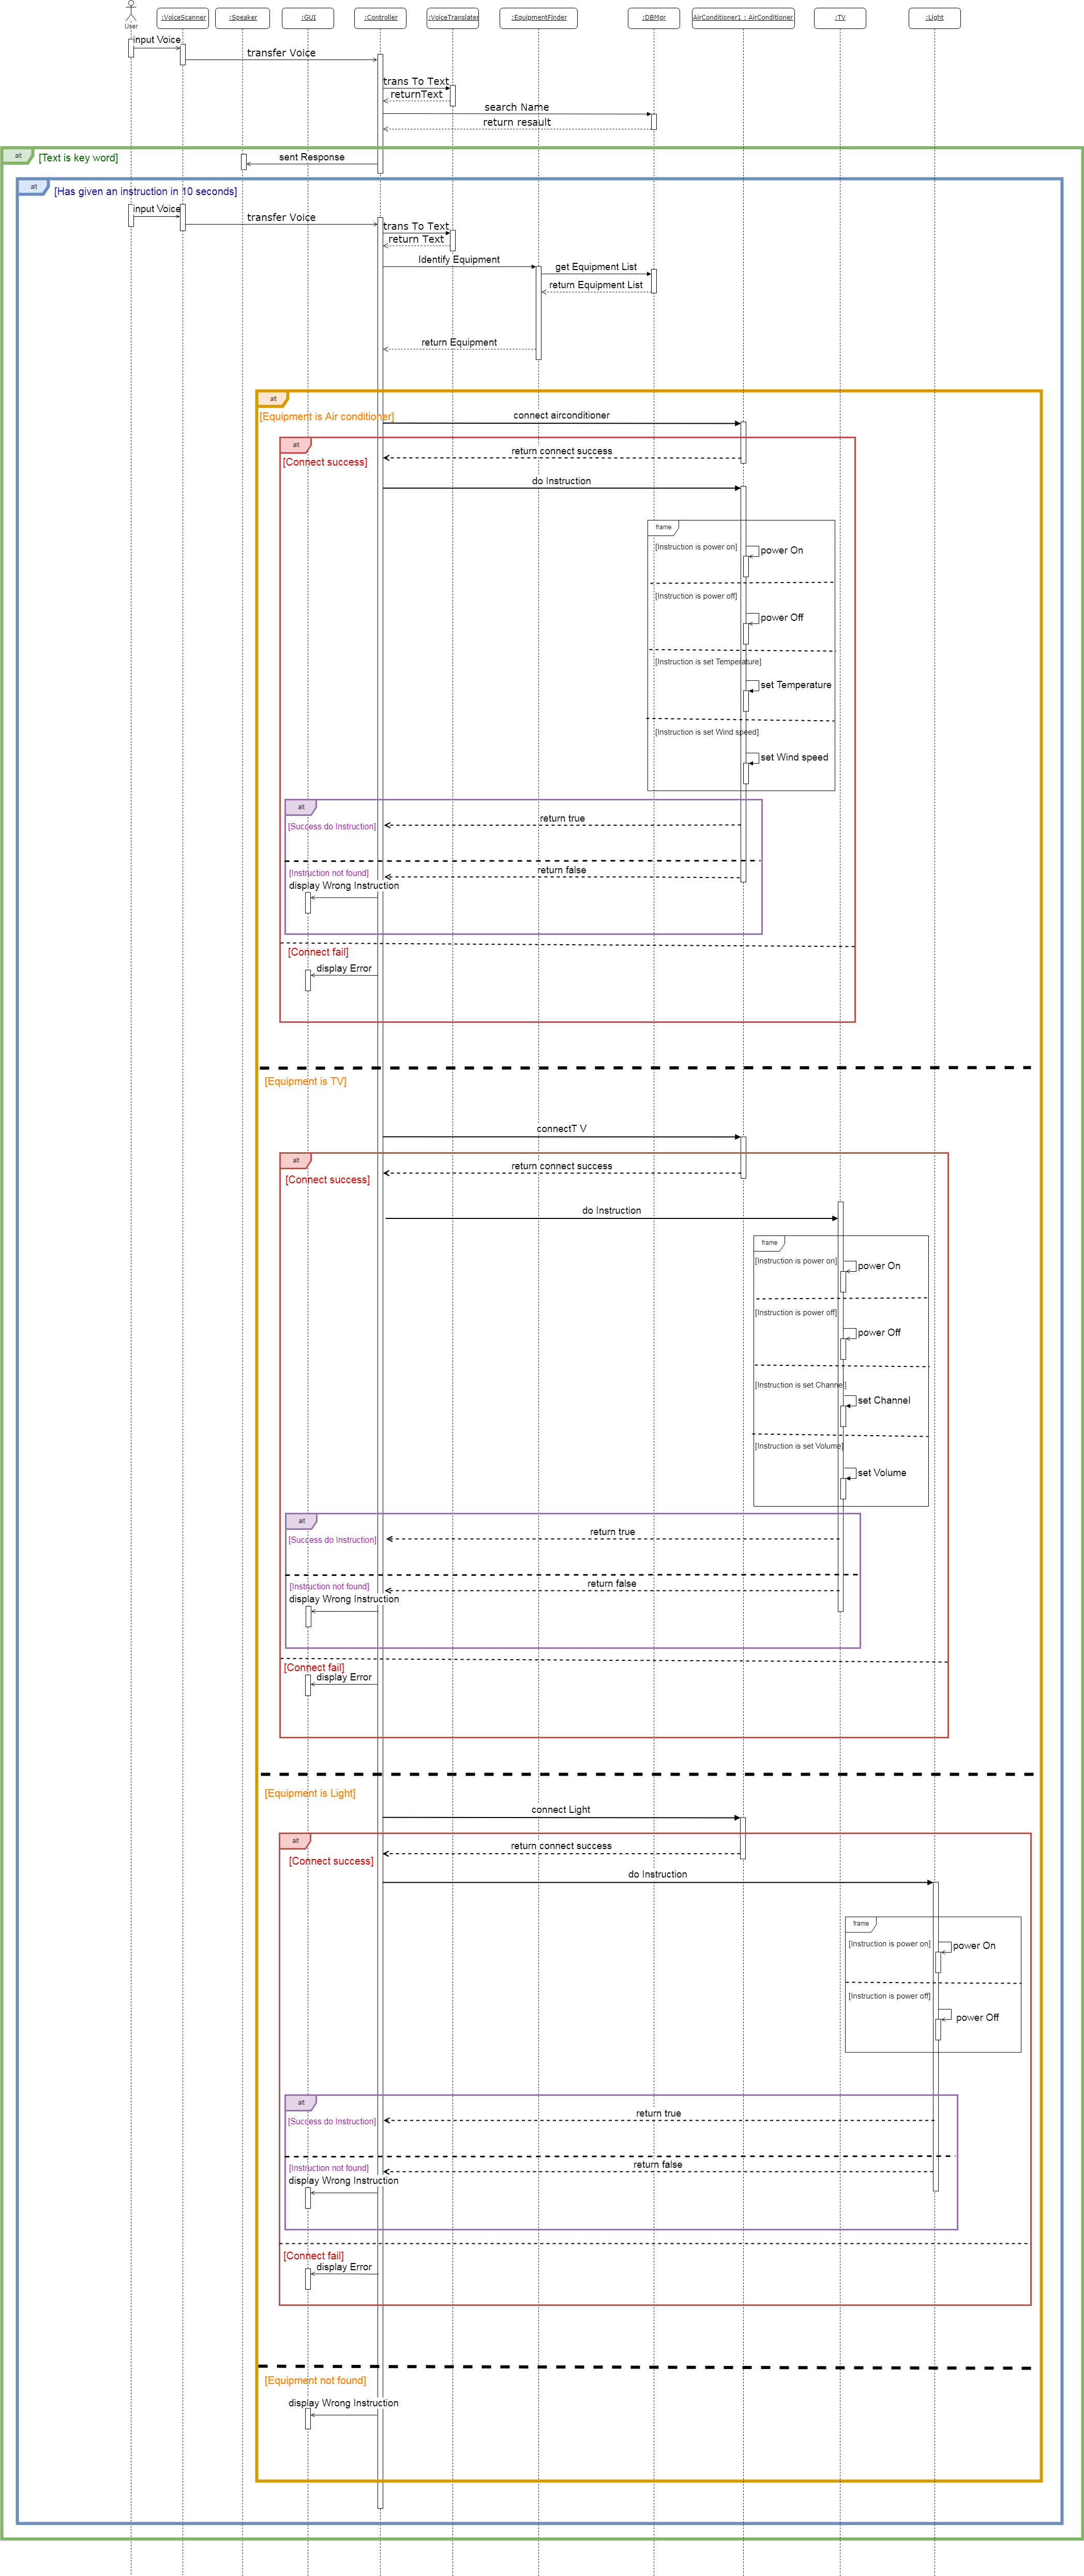 :VoiceScanner
:Speaker
:GUI
:Controller
:VoiceTranslater
:EquipmentFinder
:DBMgr
AirConditioner1 : AirConditioner
:TV
:Light
User
input Voice
transfer Voice
trans To Text
returnText
search Name
return resault
alt
[Text is key word]
sent Response
alt
[Has given an instruction in 10 seconds]
input Voice
transfer Voice
trans To Text
return Text
Identify Equipment
get Equipment List
return Equipment List
return Equipment
alt
[Equipment is Air conditioner]
connect airconditioner
alt
[Connect success]
return connect success
do Instruction
frame
[Instruction is power on]
power On
[Instruction is power off]
power Off
[Instruction is set Temperature]
set Temperature
[Instruction is set Wind speed]
set Wind speed
alt
[Success do Instruction]
return true
[Instruction not found]
return false
display Wrong Instruction
[Connect fail]
display Error
[Equipment is TV]
connectT V
alt
[Connect success]
return connect success
do Instruction
frame
[Instruction is power on]
power On
[Instruction is power off]
power Off
[Instruction is set Channel]
set Channel
[Instruction is set Volume]
set Volume
alt
[Success do Instruction]
return true
[Instruction not found]
return false
display Wrong Instruction
[Connect fail]
display Error
[Equipment is Light]
connect Light
alt
[Connect success]
return connect success
do Instruction
frame
[Instruction is power on]
power On
[Instruction is power off]
power Off
alt
[Success do Instruction]
return true
[Instruction not found]
return false
display Wrong Instruction
[Connect fail]
display Error
[Equipment not found]
display Wrong Instruction